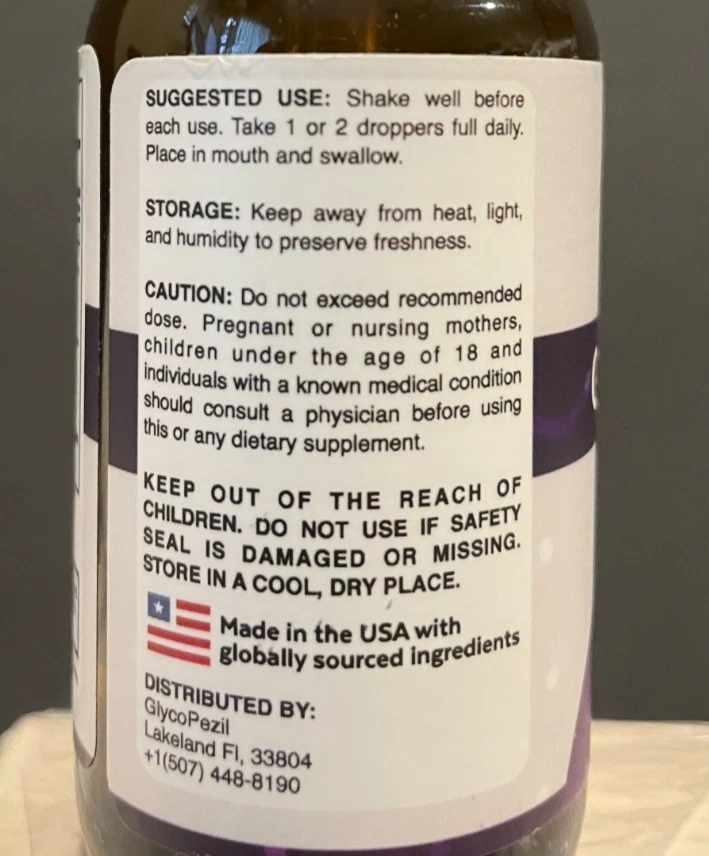 SUGGESTED USE: Shake well before
each use. Take 1 or 2 droppers full daily.
Place in mouth and swallow.
STORAGE: Keep away from heat, light,
and humidity to preserve freshness.
CAUTION: Do not exceed recommended
dose. Pregnant or nursing mothers,
children under the age of 18 and
individuals with a known medical condition
should consult a physician before using
this or any dietary supplement.
KEEP OUT OF THE REACH OF
CHILDREN. DO NOT USE IF SAFETY
SEAL IS DAMAGED OR MISSING.
STORE IN A COOL, DRY PLACE.
Made in the USA with
globally sourced ingredients
DISTRIBUTED BY:
GlycoPezil
Lakeland Fl, 33804
+1(507) 448-8190